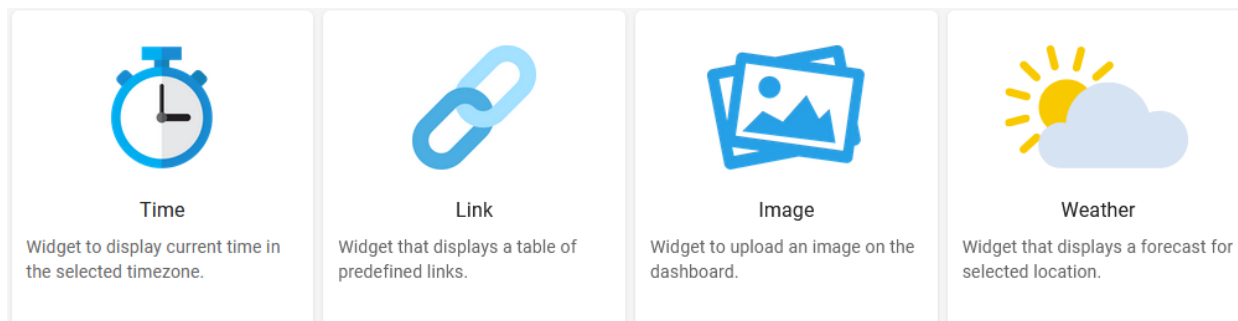 Time
Widget to display current time in
the selected timezone.
Link
Widget that displays a table of
predefined links.
Image
Widget to upload an image on the
dashboard.
Weather
Widget that displays a forecast for
selected location.